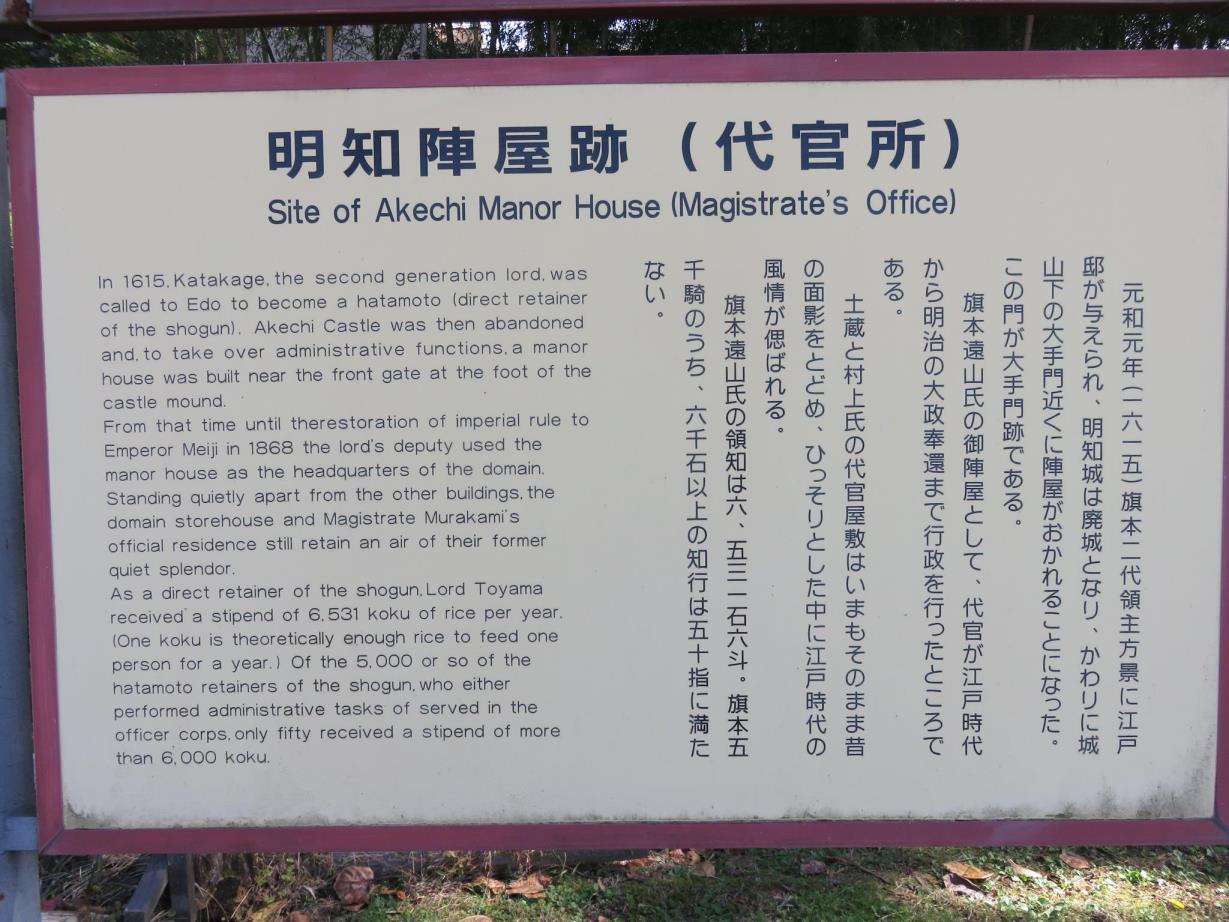 明知陣屋跡（代官所）
Site of Akechi Manor House (Magistrate's Office)
In 1615, Katakage, the second generation lord, was
called to Edo to become a hatamoto (direct retainer
of the shogun). Akechi Castle was then abandoned
and, to take over administrative functions, a manor
house was built near the front gate at the foot of the
castle mound.
From that time until therestoration of imperial rule to
Emperor Meiji in 1868 the lord's deputy used the
manor house as the headquarters of the domain.
Standing quietly apart from the other buildings, the
domain storehouse and Magistrate Murakami's
official residence still retain an air of their former
quiet splendor.
As a direct retainer of the shogun, Lord Toyama
received a stipend of 6,531 koku of rice per year.
(One koku is theoretically enough rice to feed one
person for a year.) Of the 5,000 or so of the
hatamoto retainers of the shogun, who either
performed administrative tasks of served in the
officer corps, only fifty received a stipend of more
than 6,000 koku.
元和元年（一六一五）旗本二代領主方景に江戸
邸が与えられ、明知城は廃城となり、かわりに城
山下の大手門近くに陣屋がおかれることになった。
この門が大手門跡である。
旗本遠山氏の御陣屋として、代官が江戸時代
から明治の大政奉還まで行政を行ったところで
ある。
土蔵と村上氏の代官屋敷はいまもそのまま昔
の面影をとどめ、ひっそりとした中に江戸時代の
風情が偲ばれる。
旗本遠山氏の領知は六、五三一石六斗。旗本五
千騎のうち、六千石以上の知行は五十指に満た
ない。